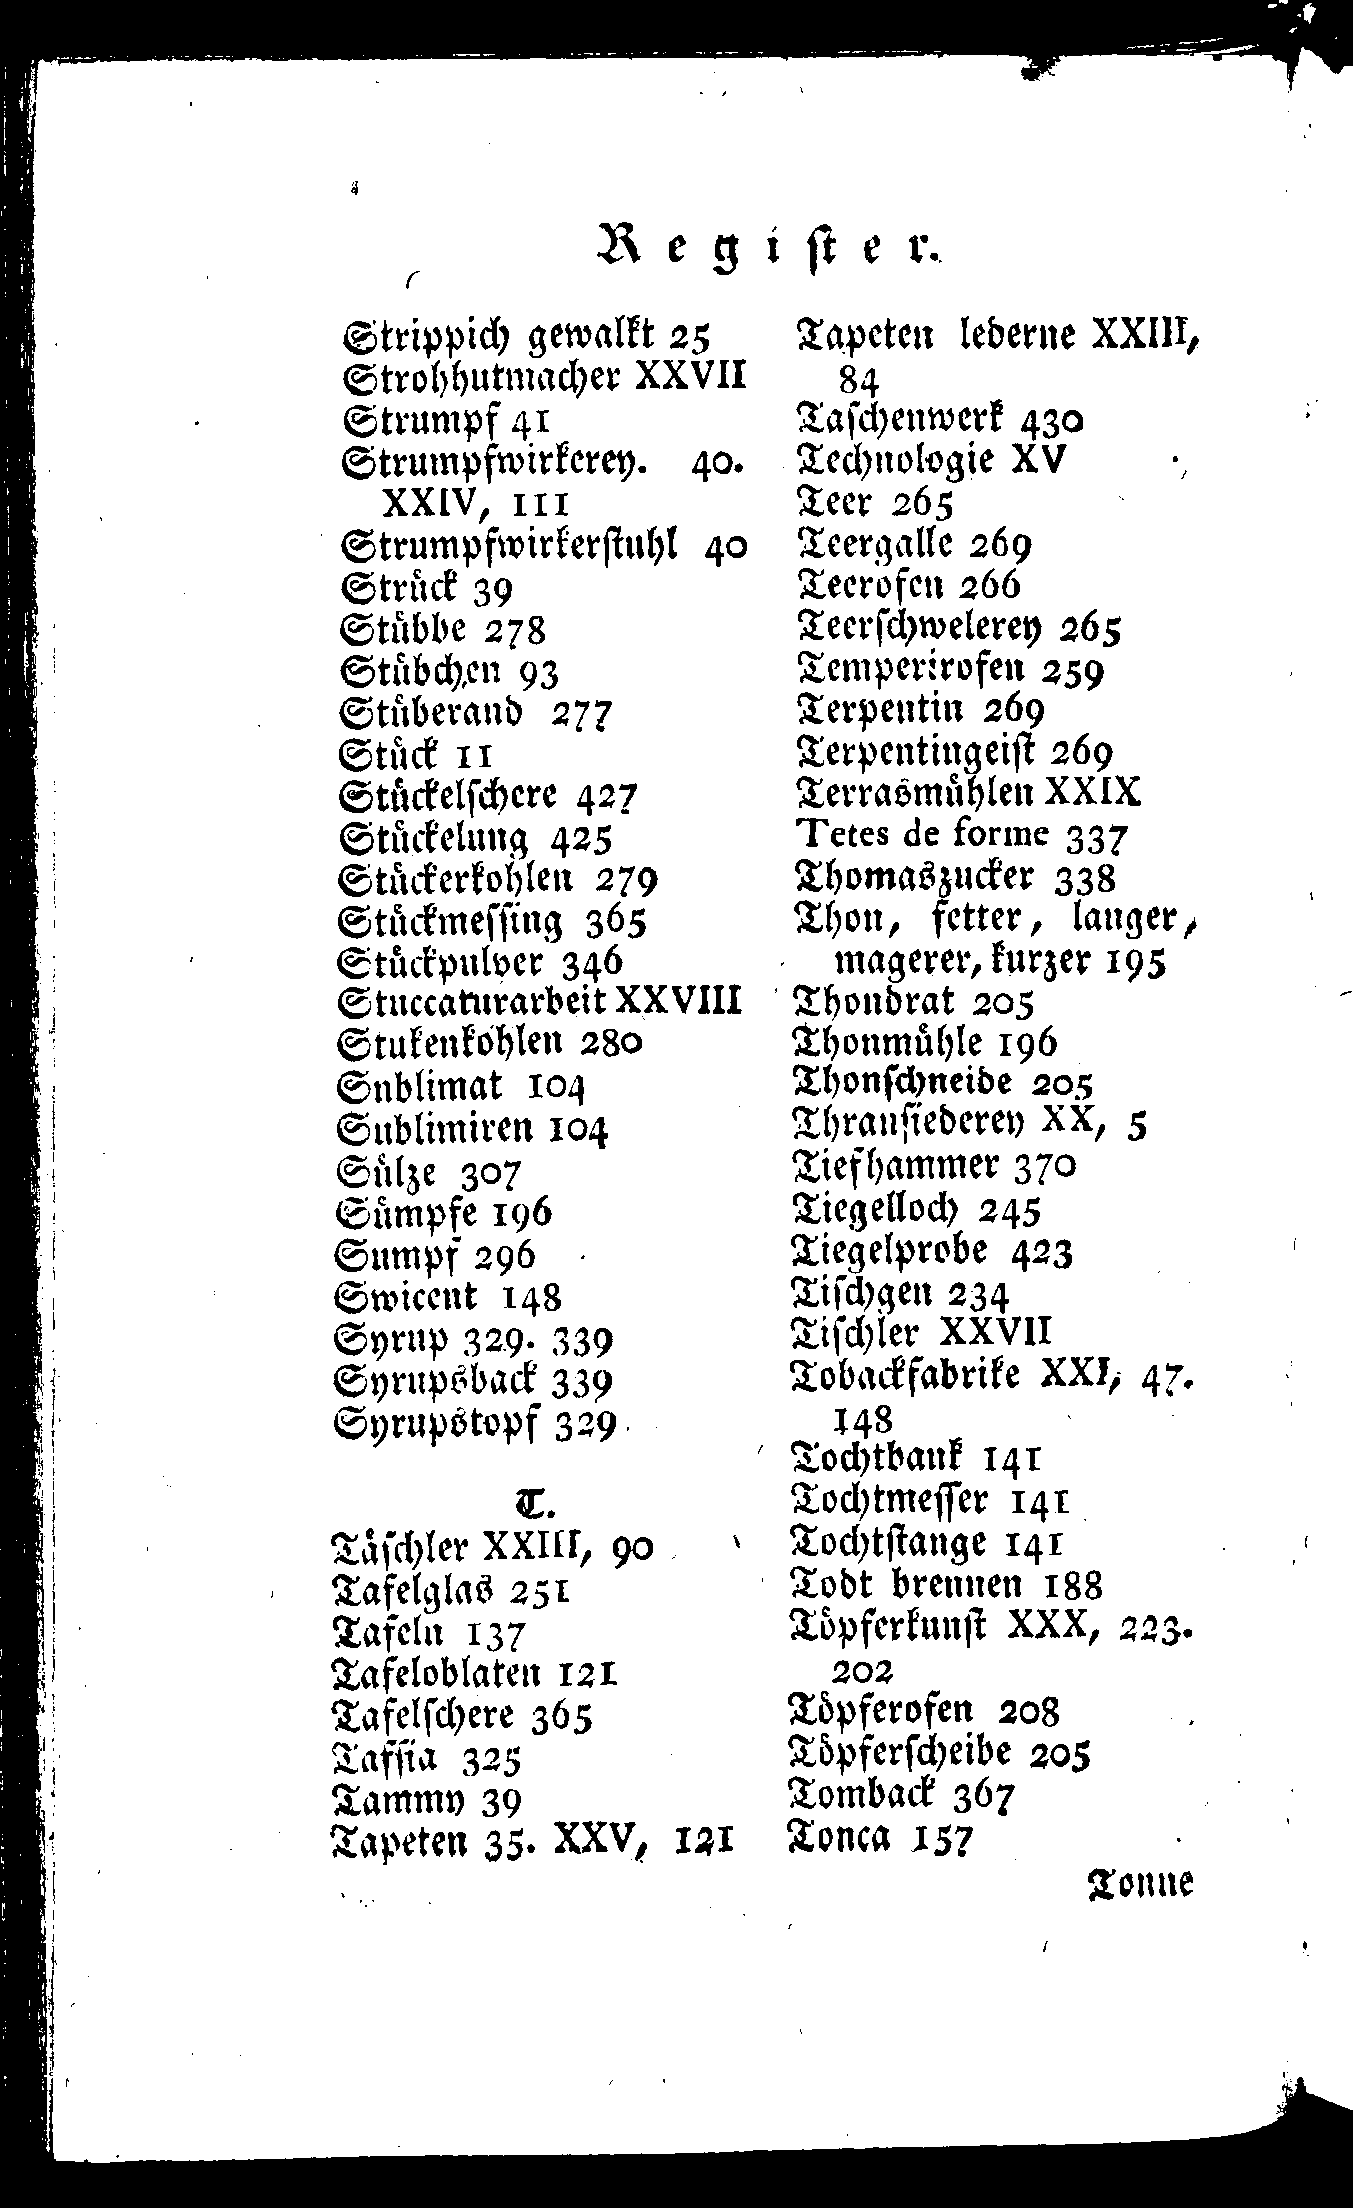 Register.
Strippich gewalkt 25
Strohhutmacher XXVII
Strumpf 41
Strumpfwirkerey. 40.
XXIV, 111
Strumpfwirkerſtuhl 40
Strück 39
Stübbe 278
Stübchen 93
Stüberand 277
Stück 11
Stückelſchere 427
Stückelung 425
Stückerkohlen 279
Stückmeſſing 365
Stückpulver 346
Stuccaturarbeit XXVIII
Stukenkohlen 280
Sublimat 104
Sublimiren 104
Sülze 307
Sümpfe 196
Sumpf 296
Swicent 148
Syrup 329. 339
Syrupsback 339
Syrupstopf 329
T.
Täſchler XXIII, 90
Tafelglas 251
Tafeln 137
Tafeloblaten 121
Tafelſchere 365
Taffia 325
Tammy 39
Tapeten 35. XXV, 121
Tapeten lederne XXIII,
84
Taſchenwerk 430
Technologie XV
Teer 265
Teergalle 269
Teerofen 266
Teerſchwelerey 265
Temperirofen 259
Terpentin 269
Terpentingeiſt 269
Terrasmühlen XXIX
Tetes de forme 337
Thomaszucker 338
Thon, fetter, langer,
magerer, kurzer 195
Thondrat 205
Thonmühle 196
Thonſchneide 205
Thranſiederey XX, 5
Tiefhammer 370
Tiegelloch 245
Tiegelprobe 423
Tiſchgen 234
Tiſchler XXVII
Tobackfabrike XXI, 47.
148
Tochtbank 141
Tochtmeſſer 141
Tochtſtange 141
Todt brennen 188
Töpferkunſt XXX, 223.
202
Töpferofen 208
Töpferſcheibe 205
Tomback 367
Tonca 157
Tonne